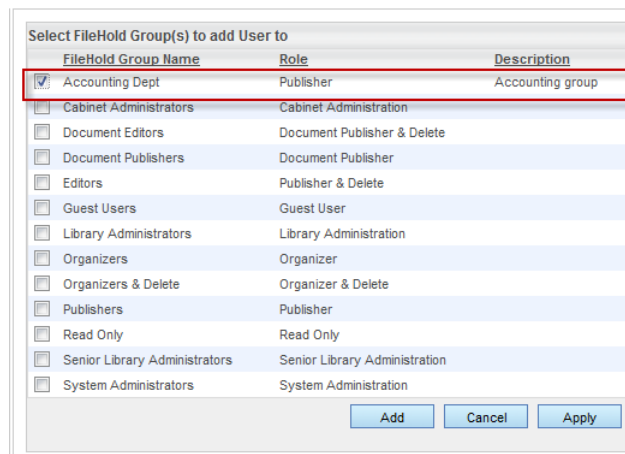 Select FileHold Group(s) to add User to
FileHold Group Name Role Description
Accounting Dept Publisher Accounting group
Cabinet Administrators Cabinet Administration
Document Editors Document Publisher & Delete
Document Publishers Document Publisher
Editors Publisher & Delete
Guest Users Guest User
Library Administrators Library Administration
Organizers Organizer
Organizers & Delete Organizer & Delete
Publishers Publisher
Read Only Read Only
Senior Library Administrators Senior Library Administration
System Administrators System Administration
Add Cancel Apply